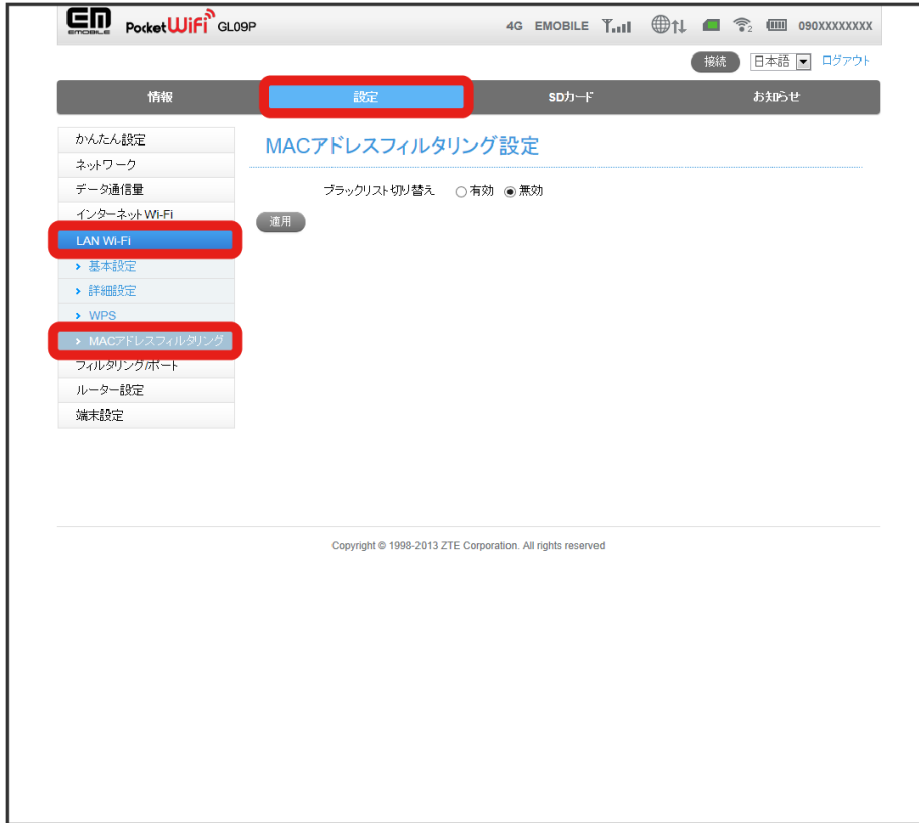 EM
EMOBILE
PocketWiFi GL09P
4G EMOBILE 2 090XXXXXXXX
接続 日本語 ログアウト
情報 設定 SDカード お知らせ
かんたん設定
ネットワーク
データ通信量
インターネットWi-Fi
LAN Wi-Fi
基本設定
詳細設定
WPS
MACアドレスフィルタリング
フィルタリング/ポート
ルーター設定
端末設定
MACアドレスフィルタリング設定
ブラックリスト切り替え 有効 無効
適用
Copyright © 1998-2013 ZTE Corporation. All rights reserved